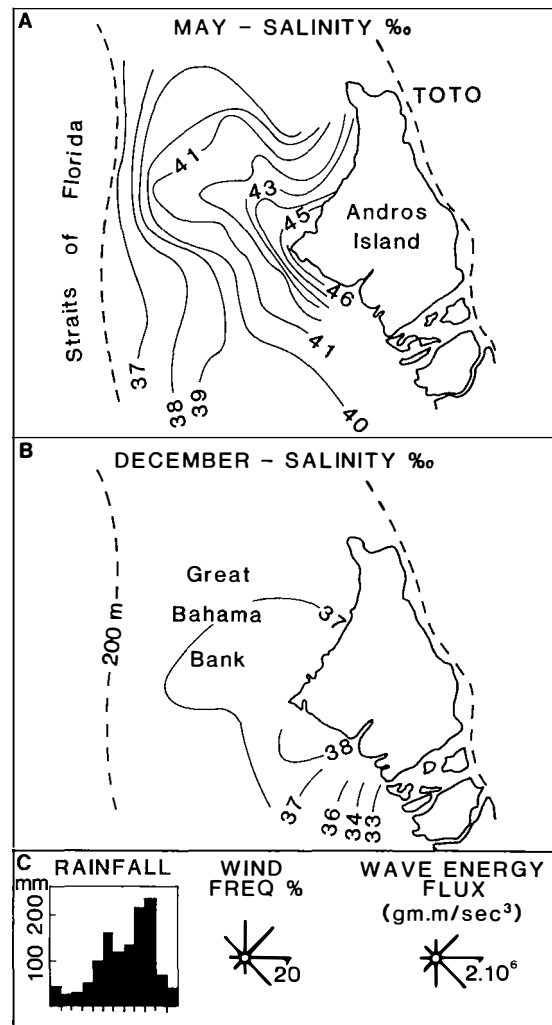 A
MAY – SALINITY ‰
TOTO
Straits of Florida
41
43
45
Andros
Island
46
41
37
38
39
40
B
DECEMBER – SALINITY ‰
200 m
Great
Bahama
Bank
37
38
37
36
34
33
C
RAINFALL
mm
200
100
WIND
FREQ %
20
WAVE ENERGY
FLUX
(gm.m/sec³)
2.10⁶